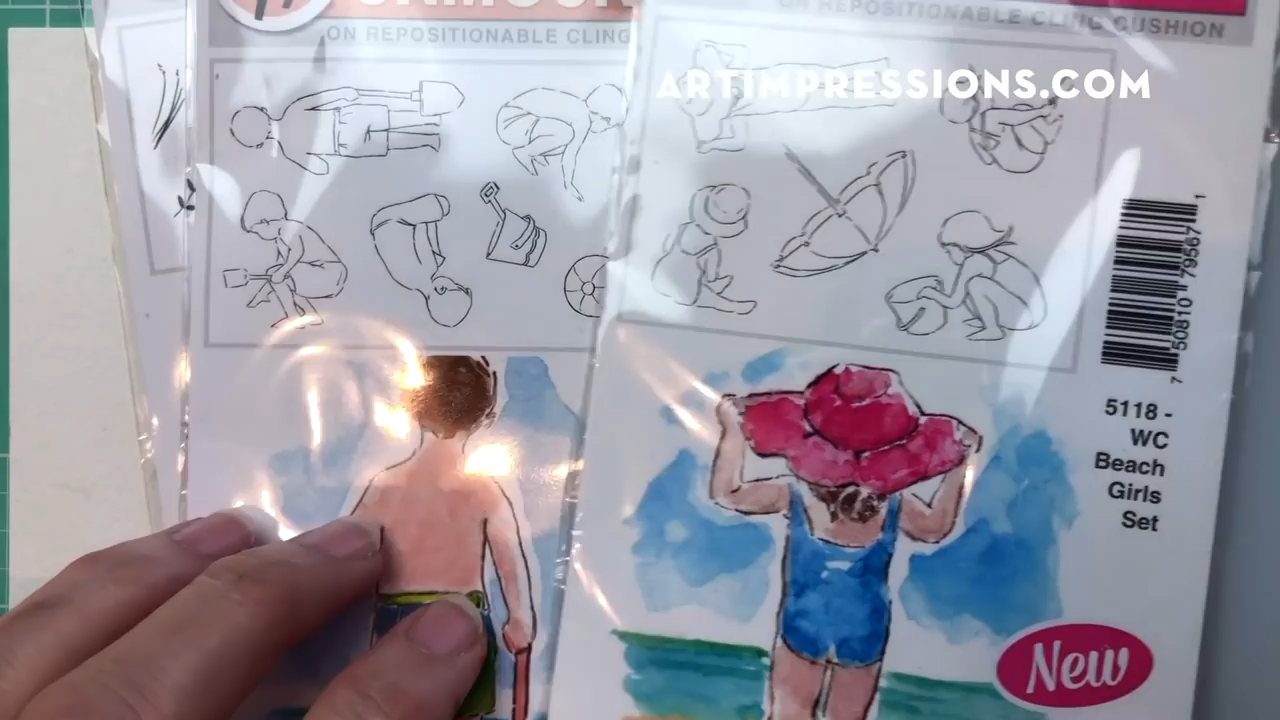 ON REPOSITIONABLE CLING
ON REPOSITIONABLE CLING CUSHION
ARTIMPRESSIONS.COM
7 50810 79567 1
5118 -
WC
Beach
Girls
Set
New